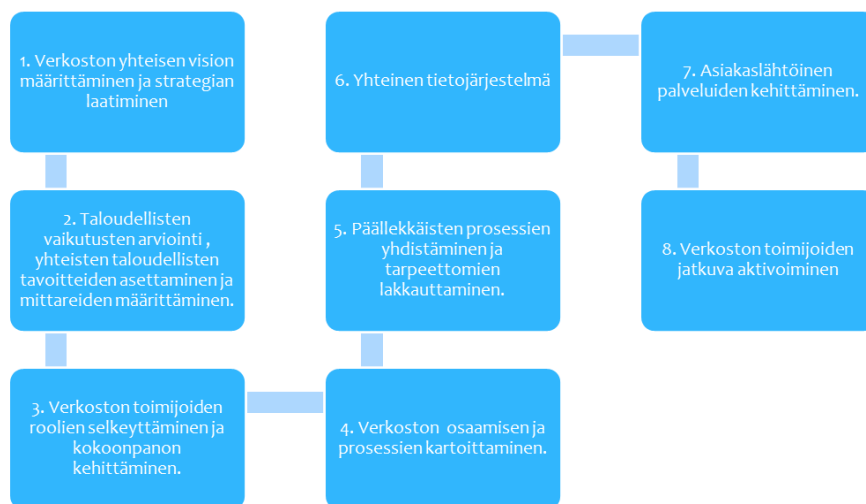 1. Verkoston yhteisen vision
määrittäminen ja strategian
laatiminen
2. Taloudellisten
vaikutusten arviointi ,
yhteisten taloudellisten
tavoitteiden asettaminen ja
mittareiden määrittäminen.
3. Verkoston toimijoiden
roolien selkeyttäminen ja
kokoonpanon
kehittäminen.
4. Verkoston osaamisen ja
prosessien kartoittaminen.
5. Päällekkäisten prosessien
yhdistäminen ja
tarpeettomien
lakkauttaminen.
6. Yhteinen tietojärjestelmä
7. Asiakaslähtöinen
palveluiden kehittäminen.
8. Verkoston toimijoiden
jatkuva aktivoiminen